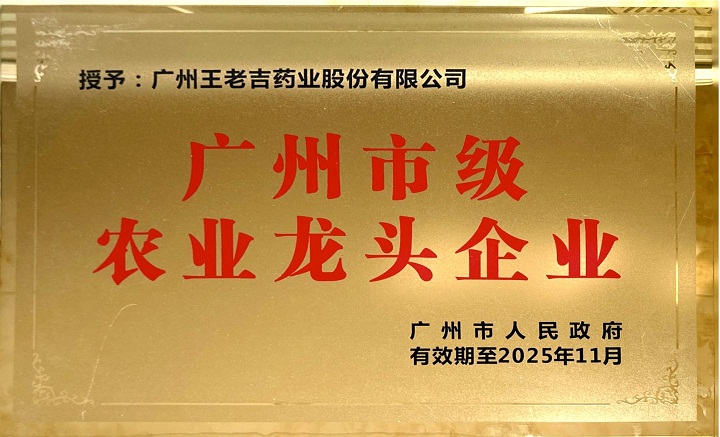 授予：广州王老吉药业股份有限公司
广州市级
农业龙头企业
广州市人民政府
有效期至2025年11月